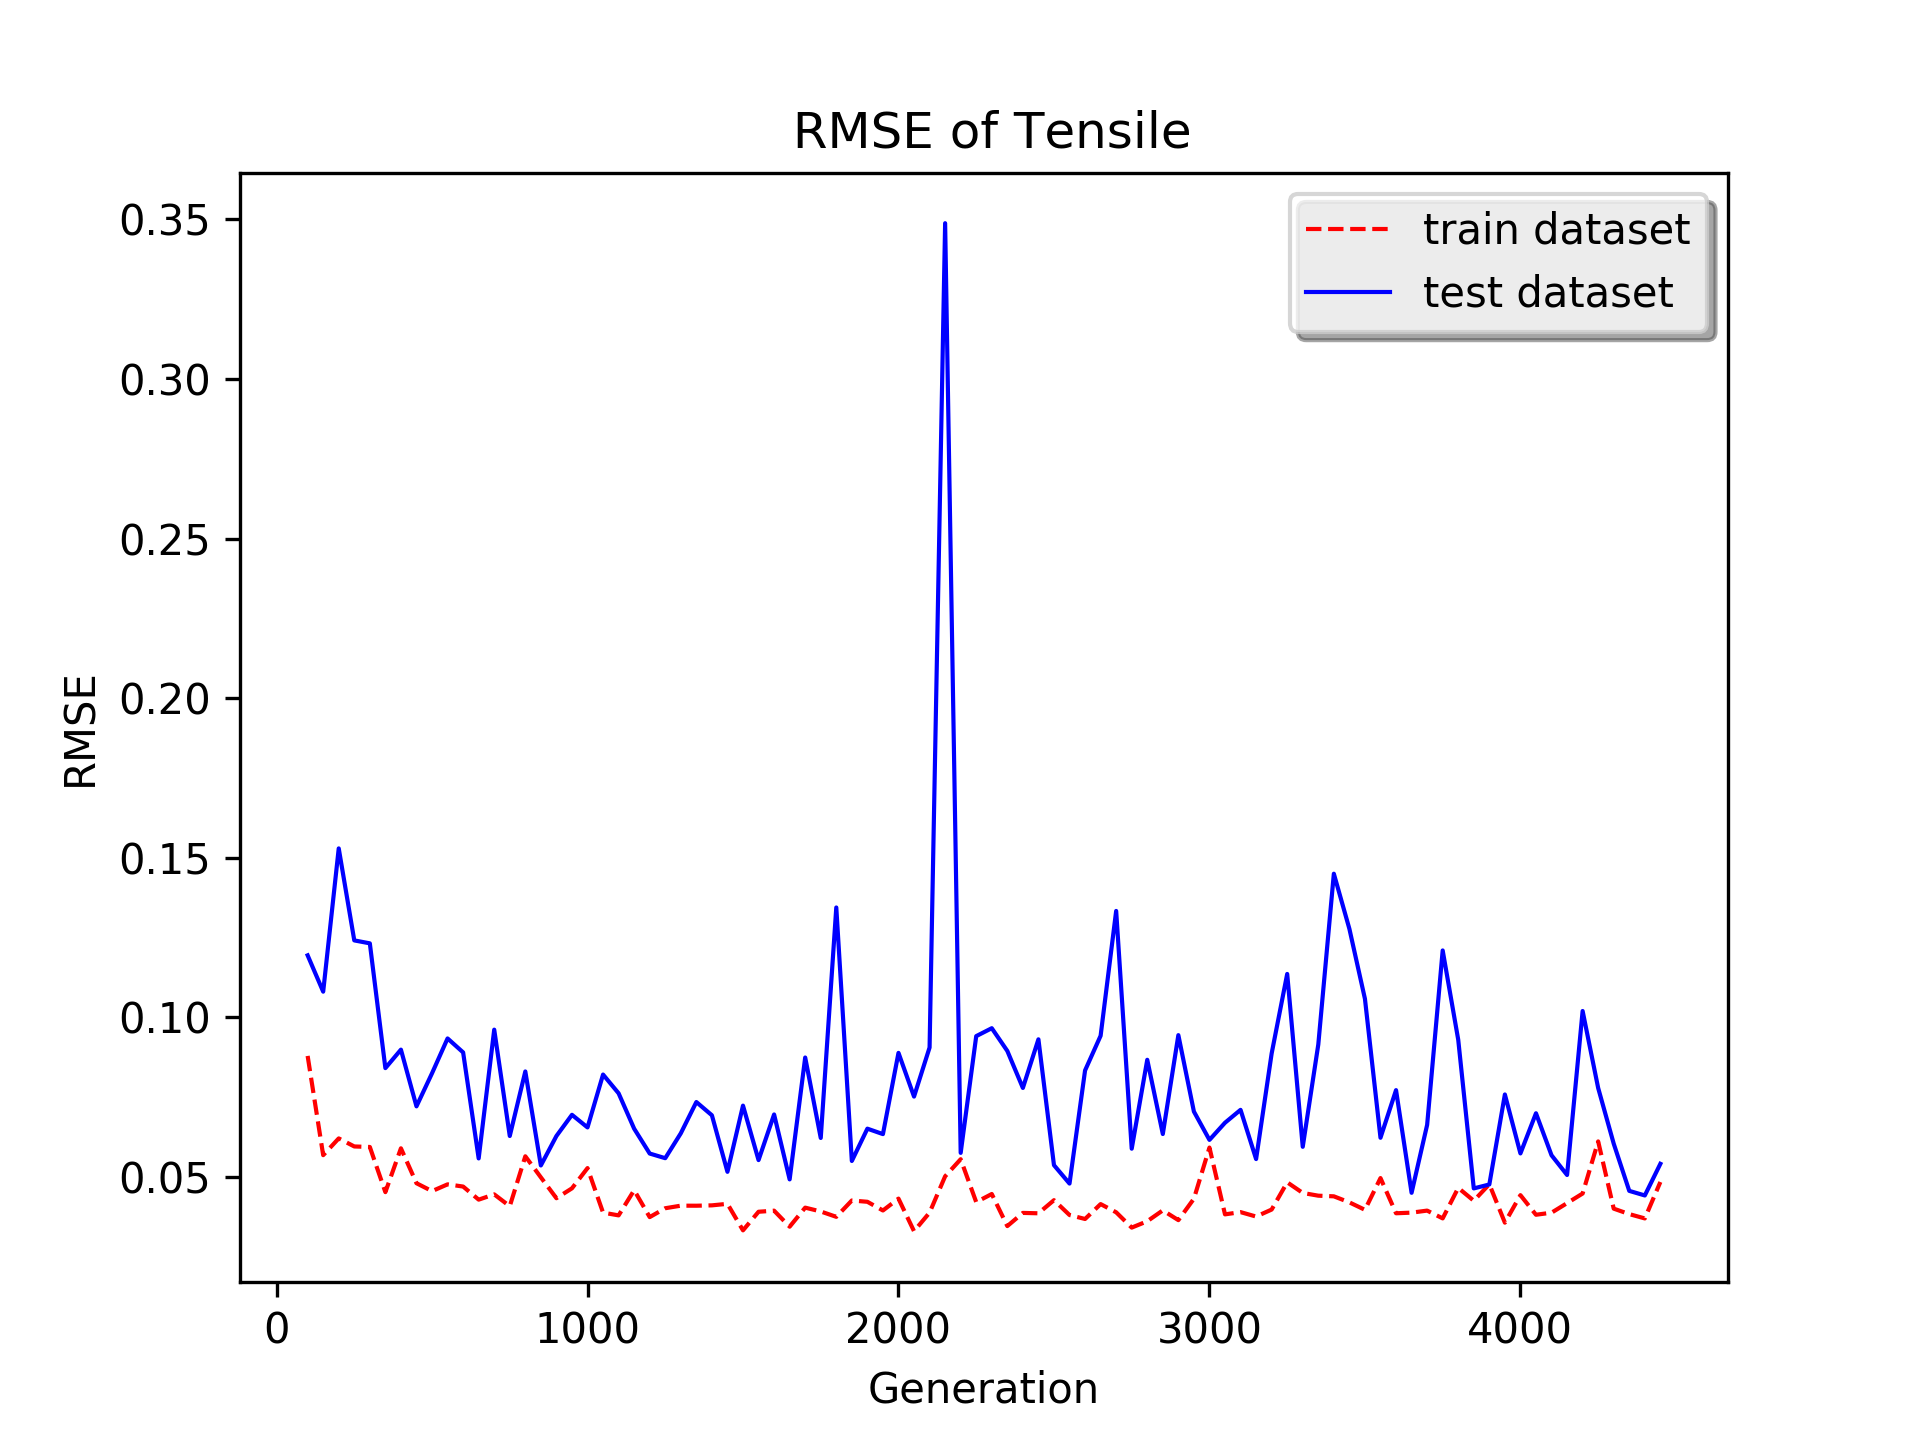 RMSE of Tensile
train dataset
test dataset
0.35
0.30
0.25
0.20
0.15
0.10
0.05
RMSE
0 1000 2000 3000 4000
Generation